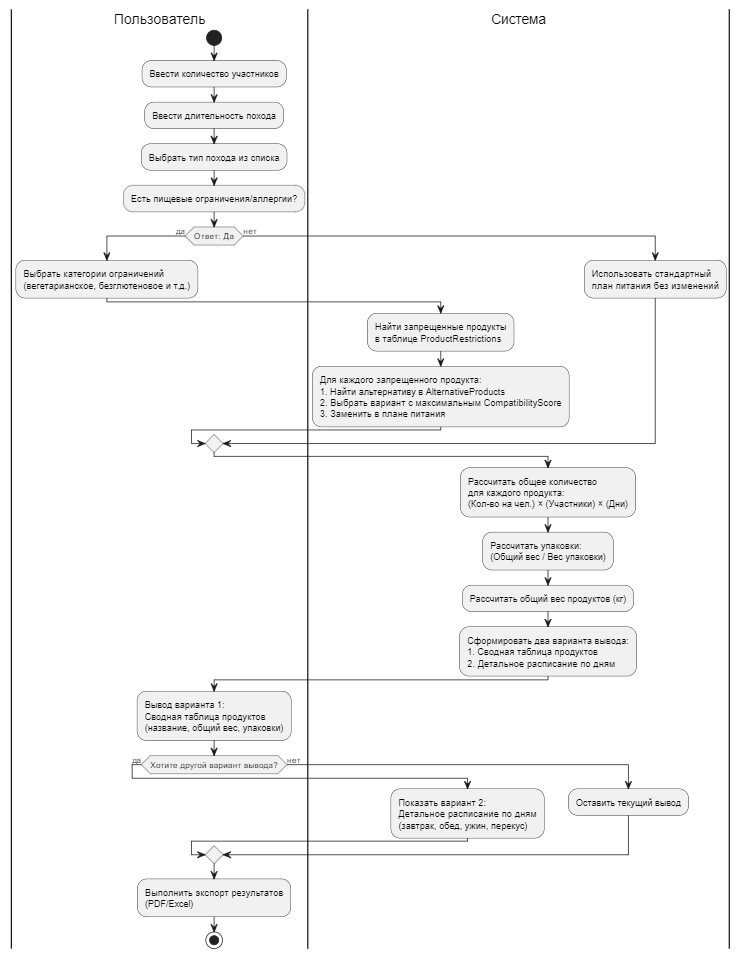 Пользователь
Система
Ввести количество участников
Ввести длительность похода
Выбрать тип похода из списка
Есть пищевые ограничения/аллергии?
да
Ответ: Да
нет
Выбрать категории ограничений
(вегетарианское, безглютеновое и т.д.)
Использовать стандартный
план питания без изменений
Найти запрещенные продукты
в таблице ProductRestrictions
Для каждого запрещенного продукта:
1. Найти альтернативу в AlternativeProducts
2. Выбрать вариант с максимальным CompatibilityScore
3. Заменить в плане питания
Рассчитать общее количество
для каждого продукта:
(Кол-во на чел.) × (Участники) × (Дни)
Рассчитать упаковки:
(Общий вес / Вес упаковки)
Рассчитать общий вес продуктов (кг)
Сформировать два варианта вывода:
1. Сводная таблица продуктов
2. Детальное расписание по дням
Вывод варианта 1:
Сводная таблица продуктов
(название, общий вес, упаковки)
да
Хотите другой вариант вывода?
нет
Показать вариант 2:
Детальное расписание по дням
(завтрак, обед, ужин, перекус)
Оставить текущий вывод
Выполнить экспорт результатов
(PDF/Excel)